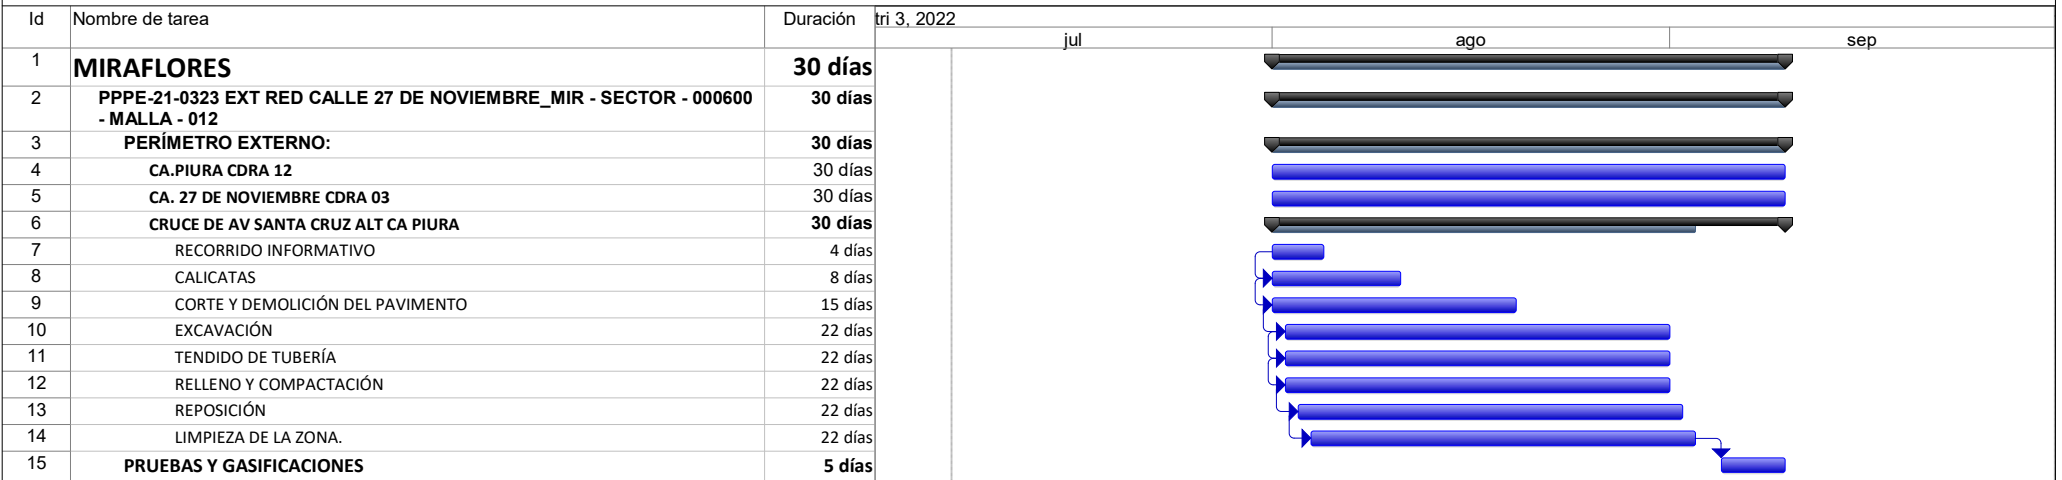 Id Nombre de tarea Duración tri 3, 2022
jul ago sep
1 MIRAFLORES 30 días
2 PPPE-21-0323 EXT RED CALLE 27 DE NOVIEMBRE_MIR - SECTOR - 000600 30 días
- MALLA - 012
3 PERÍMETRO EXTERNO: 30 días
4 CA.PIURA CDRA 12 30 días
5 CA. 27 DE NOVIEMBRE CDRA 03 30 días
6 CRUCE DE AV SANTA CRUZ ALT CA PIURA 30 días
7 RECORRIDO INFORMATIVO 4 días
8 CALICATAS 8 días
9 CORTE Y DEMOLICIÓN DEL PAVIMENTO 15 días
10 EXCAVACIÓN 22 días
11 TENDIDO DE TUBERÍA 22 días
12 RELLENO Y COMPACTACIÓN 22 días
13 REPOSICIÓN 22 días
14 LIMPIEZA DE LA ZONA. 22 días
15 PRUEBAS Y GASIFICACIONES 5 días